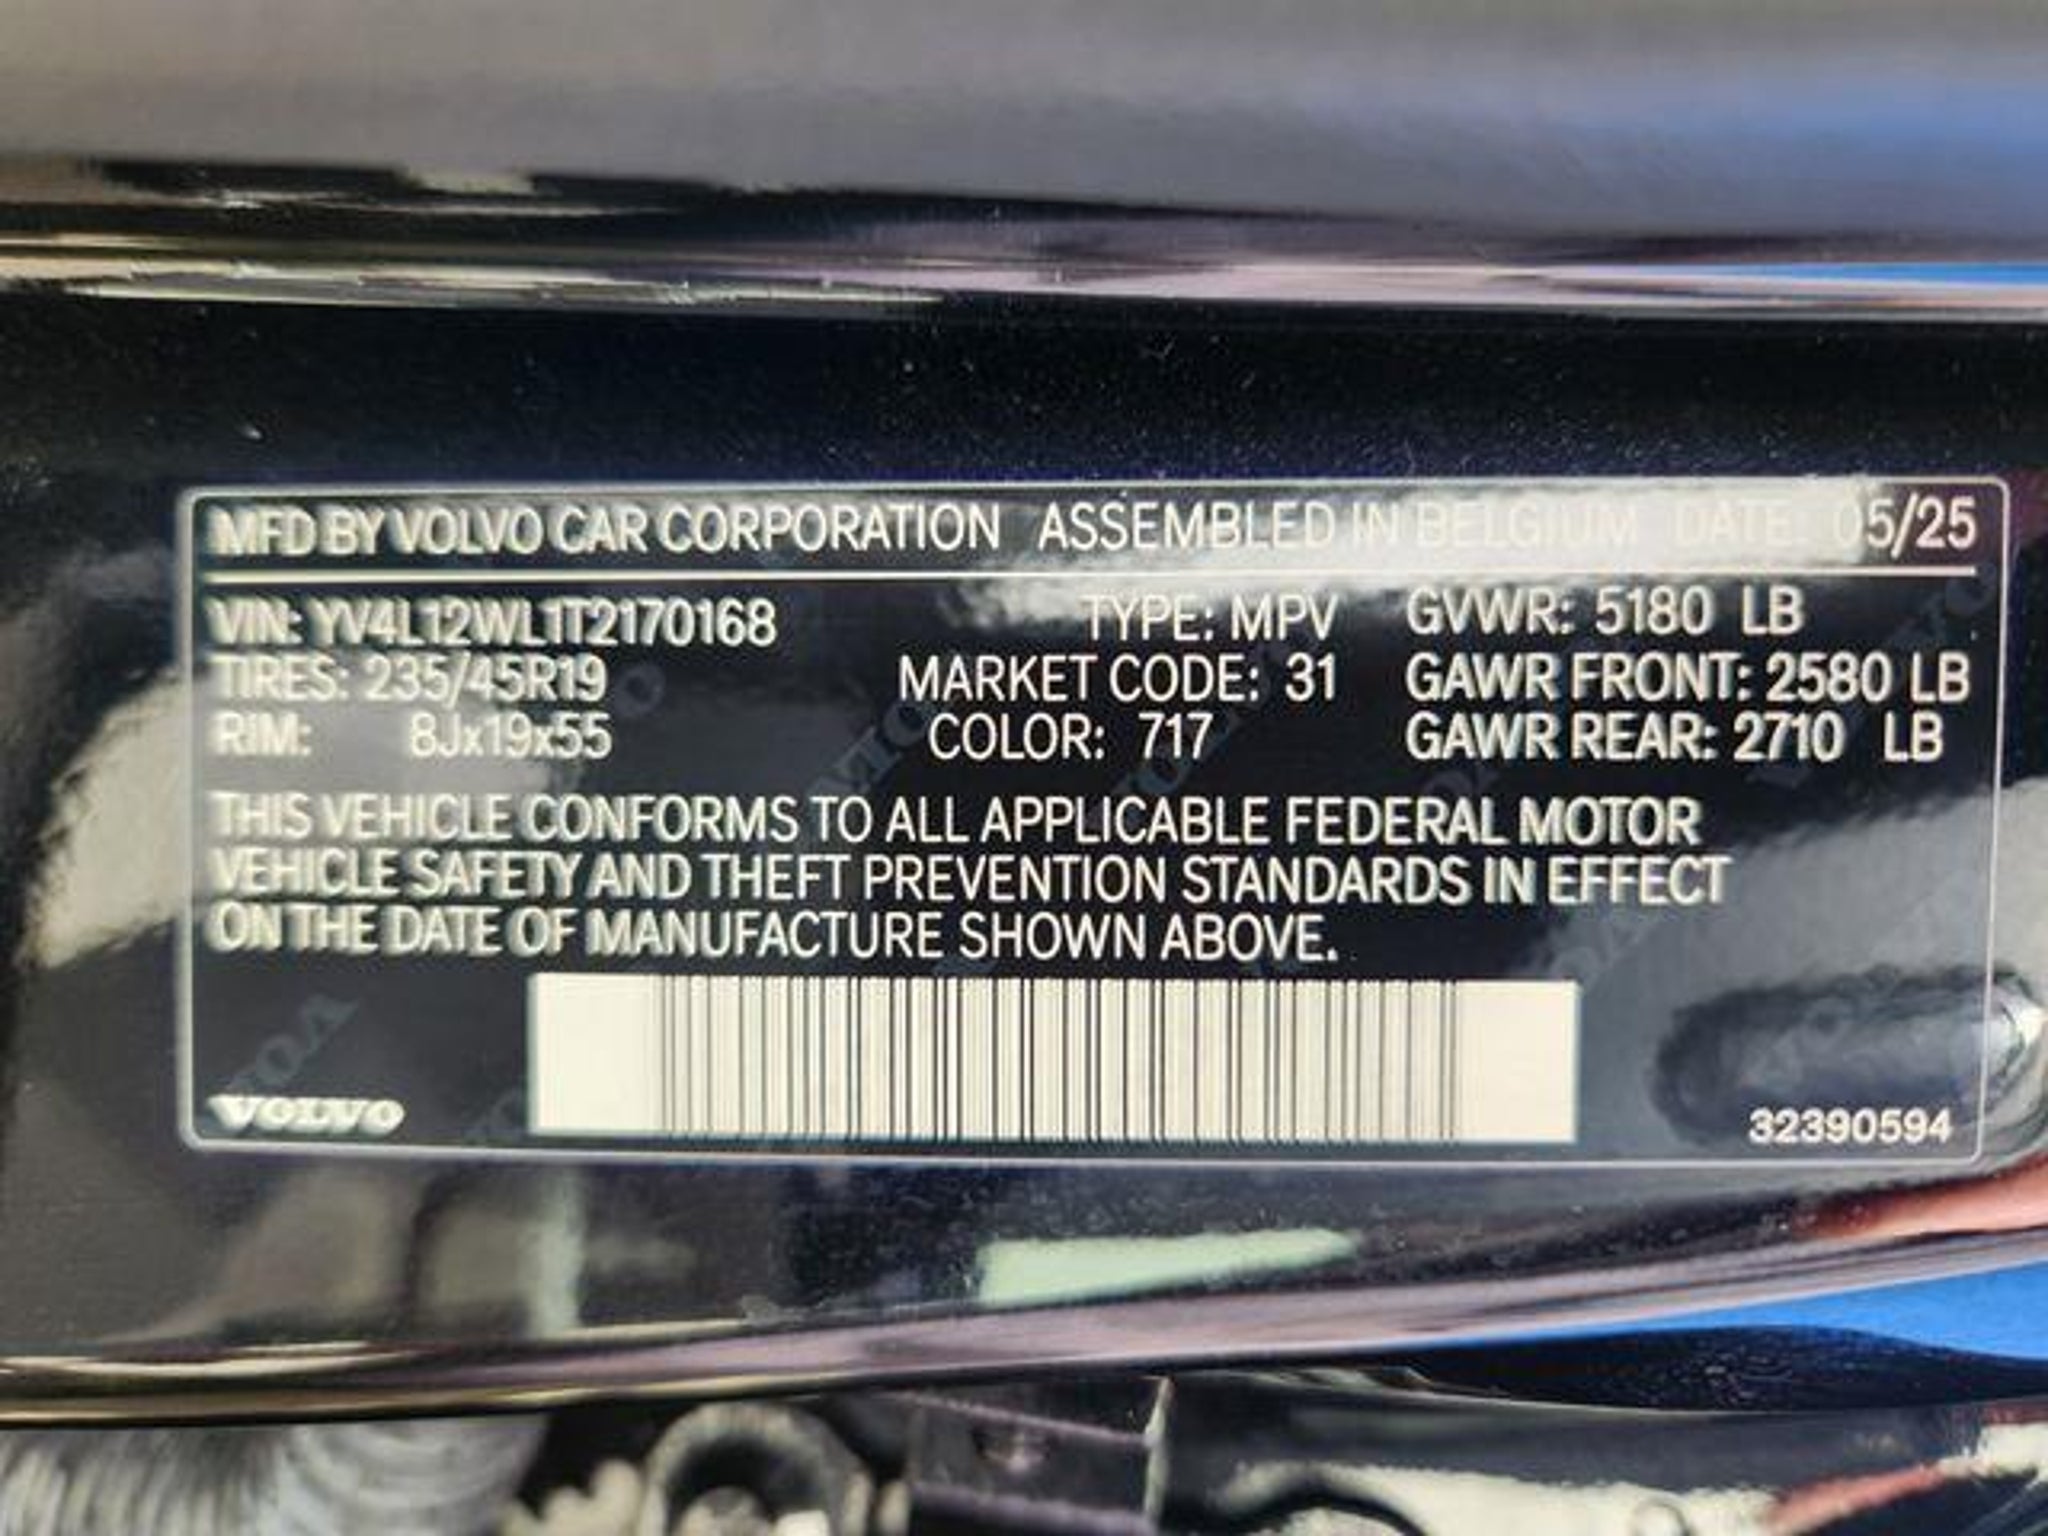 MFD BY VOLVO CAR CORPORATION ASSEMBLED IN BELGIUM DATE: 05/25
VIN: YV4L12WL1T2170168 TYPE: MPV GVWR: 5180 LB
TIRES: 235/45R19 MARKET CODE: 31 GAWR FRONT: 2580 LB
RIM: 8Jx19x55 COLOR: 717 GAWR REAR: 2710 LB
THIS VEHICLE CONFORMS TO ALL APPLICABLE FEDERAL MOTOR
VEHICLE SAFETY AND THEFT PREVENTION STANDARDS IN EFFECT
ON THE DATE OF MANUFACTURE SHOWN ABOVE.
VOLVO 32390594